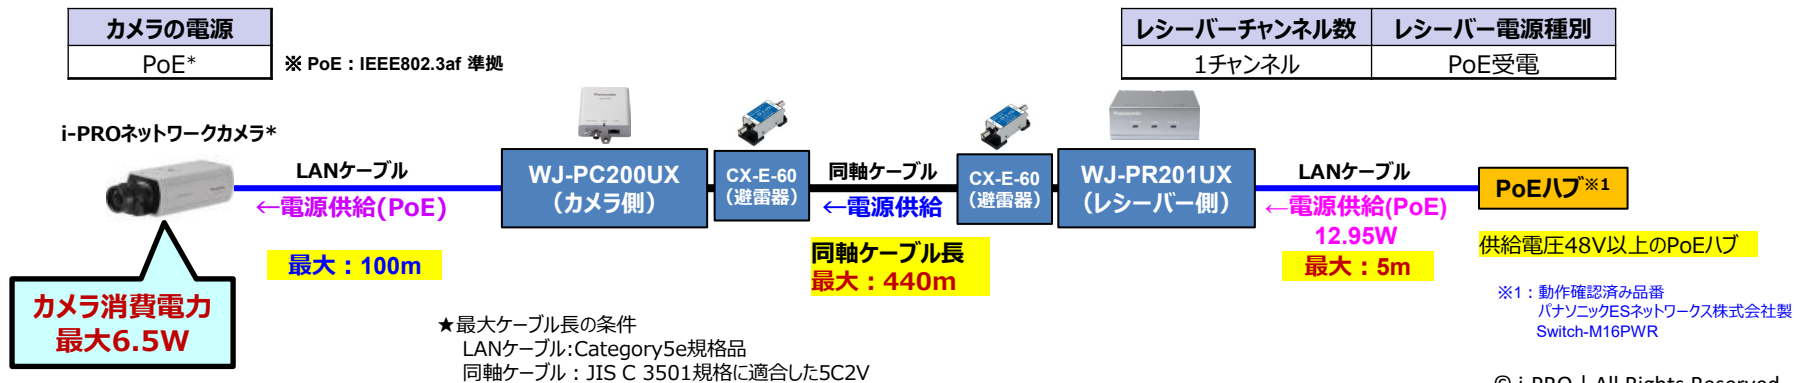 カメラの電源
PoE*
※ PoE：IEEE802.3af 準拠
レシーバーチャンネル数 レシーバー電源種別
1チャンネル PoE受電
i-PROネットワークカメラ*
LANケーブル
←電源供給(PoE)
最大：100m
WJ-PC200UX
（カメラ側）
CX-E-60
（避雷器）
同軸ケーブル
←電源供給
同軸ケーブル長
最大：440m
CX-E-60
（避雷器）
WJ-PR201UX
（レシーバー側）
LANケーブル
←電源供給(PoE)
12.95W
最大：5m
PoEハブ※1
供給電圧48V以上のPoEハブ
※1：動作確認済み品番
パナソニックESネットワークス株式会社製
Switch-M16PWR
カメラ消費電力
最大6.5W
★最大ケーブル長の条件
LANケーブル:Category5e規格品
同軸ケーブル：JIS C 3501規格に適合した5C2V
© i-PRO | All Rights Reserved